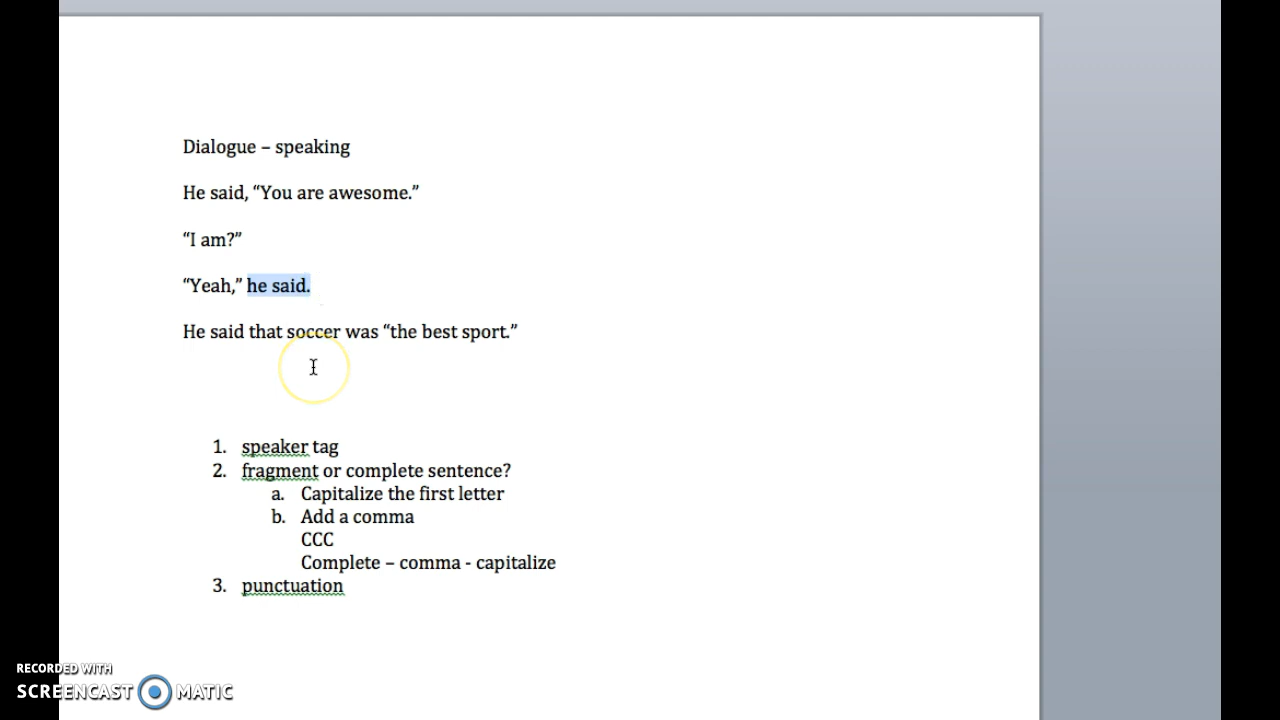 Dialogue – speaking
He said, “You are awesome.”
“I am?”
“Yeah,” he said.
He said that soccer was “the best sport.”
1. speaker tag
2. fragment or complete sentence?
a. Capitalize the first letter
b. Add a comma
CCC
Complete – comma - capitalize
3. punctuation
RECORDED WITH
SCREENCAST MATIC